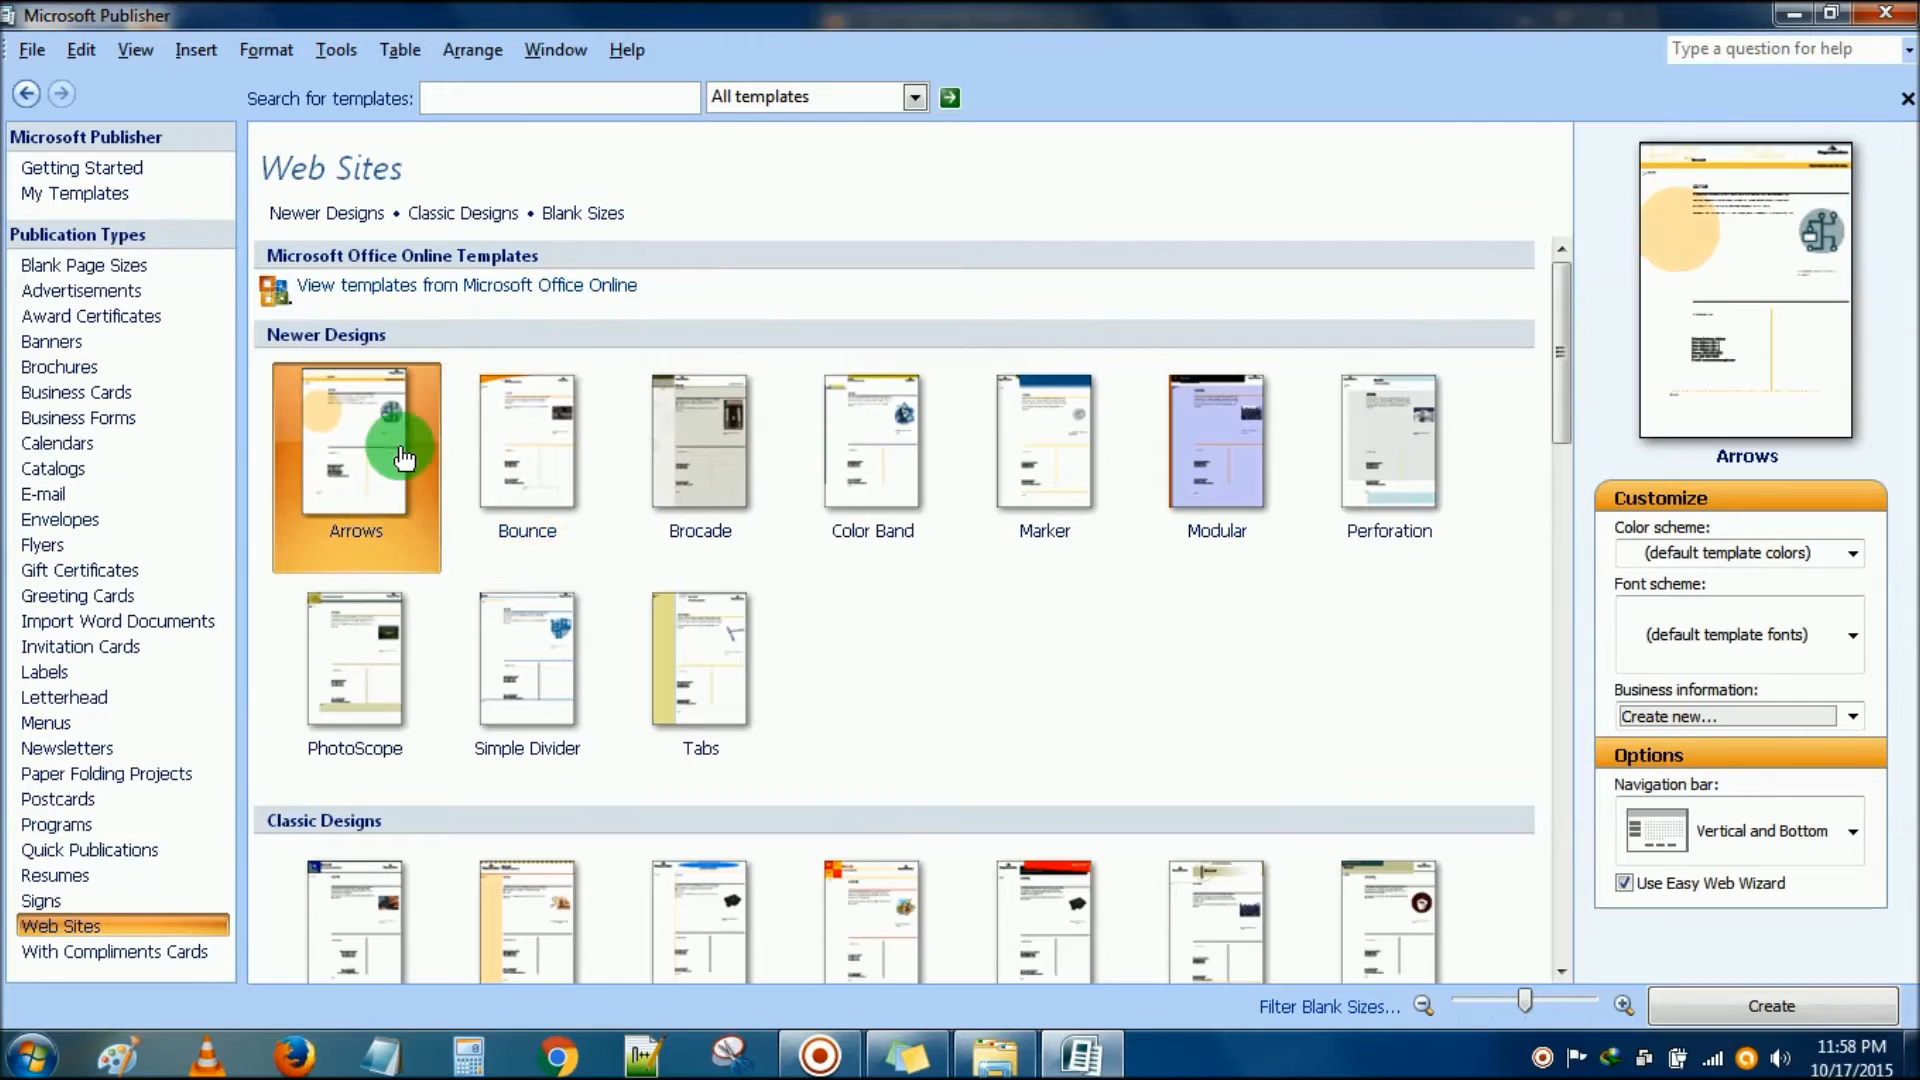 Microsoft Publisher
File Edit View Insert Format Tools Table Arrange Window Help
Type a question for help
Search for templates:
All templates
Microsoft Publisher
Getting Started
My Templates
Publication Types
Blank Page Sizes
Advertisements
Award Certificates
Banners
Brochures
Business Cards
Business Forms
Calendars
Catalogs
E-mail
Envelopes
Flyers
Gift Certificates
Greeting Cards
Import Word Documents
Invitation Cards
Labels
Letterhead
Menus
Newsletters
Paper Folding Projects
Postcards
Programs
Quick Publications
Resumes
Signs
Web Sites
With Compliments Cards
Web Sites
Newer Designs • Classic Designs • Blank Sizes
Microsoft Office Online Templates
View templates from Microsoft Office Online
Newer Designs
Arrows Bounce Brocade Color Band Marker Modular Perforation
PhotoScope Simple Divider Tabs
Classic Designs
Arrows
Customize
Color scheme:
(default template colors)
Font scheme:
(default template fonts)
Business information:
Create new...
Options
Navigation bar:
Vertical and Bottom
Use Easy Web Wizard
Filter Blank Sizes...
Create
11:58 PM
10/17/2015